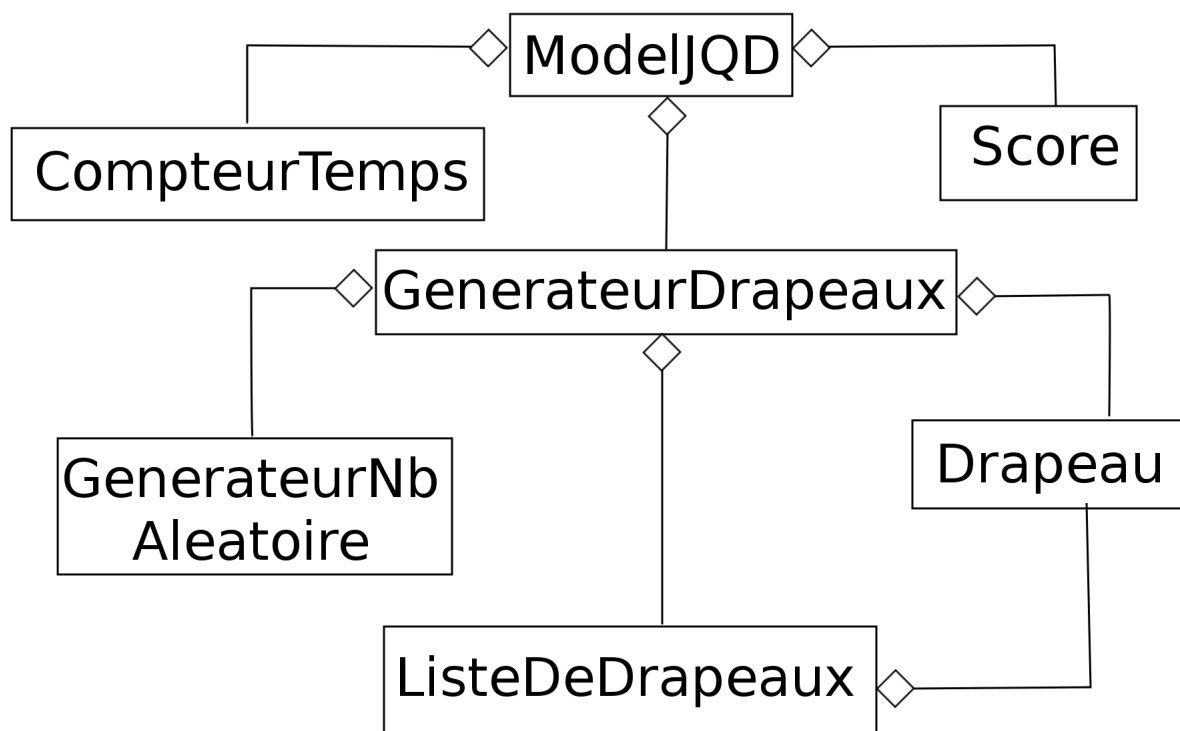 ModelJQD
CompteurTemps
Score
GenerateurDrapeaux
GenerateurNb
Aleatoire
Drapeau
ListeDeDrapeaux